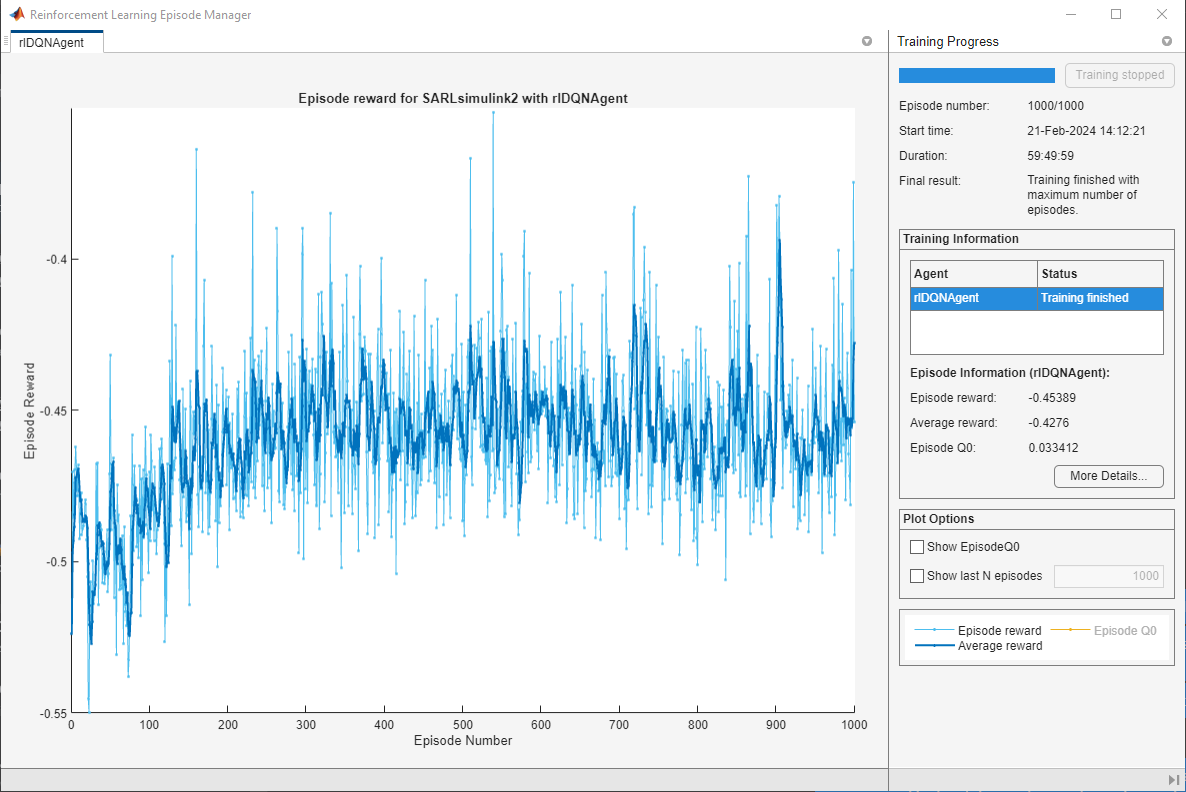 Reinforcement Learning Episode Manager
rlDQNAgent
Episode reward for SARLsimulink2 with rlDQNAgent
Episode Reward
-0.4
-0.45
-0.5
-0.55
0 100 200 300 400 500 600 700 800 900 1000
Episode Number
Training Progress
Training stopped
Episode number: 1000/1000
Start time: 21-Feb-2024 14:12:21
Duration: 59:49:59
Final result: Training finished with
maximum number of
episodes.
Training Information
Agent Status
rlDQNAgent Training finished
Episode Information (rlDQNAgent):
Episode reward: -0.45389
Average reward: -0.4276
Episode Q0: 0.033412
More Details...
Plot Options
Show EpisodeQ0
Show last N episodes 1000
Episode reward Episode Q0
Average reward